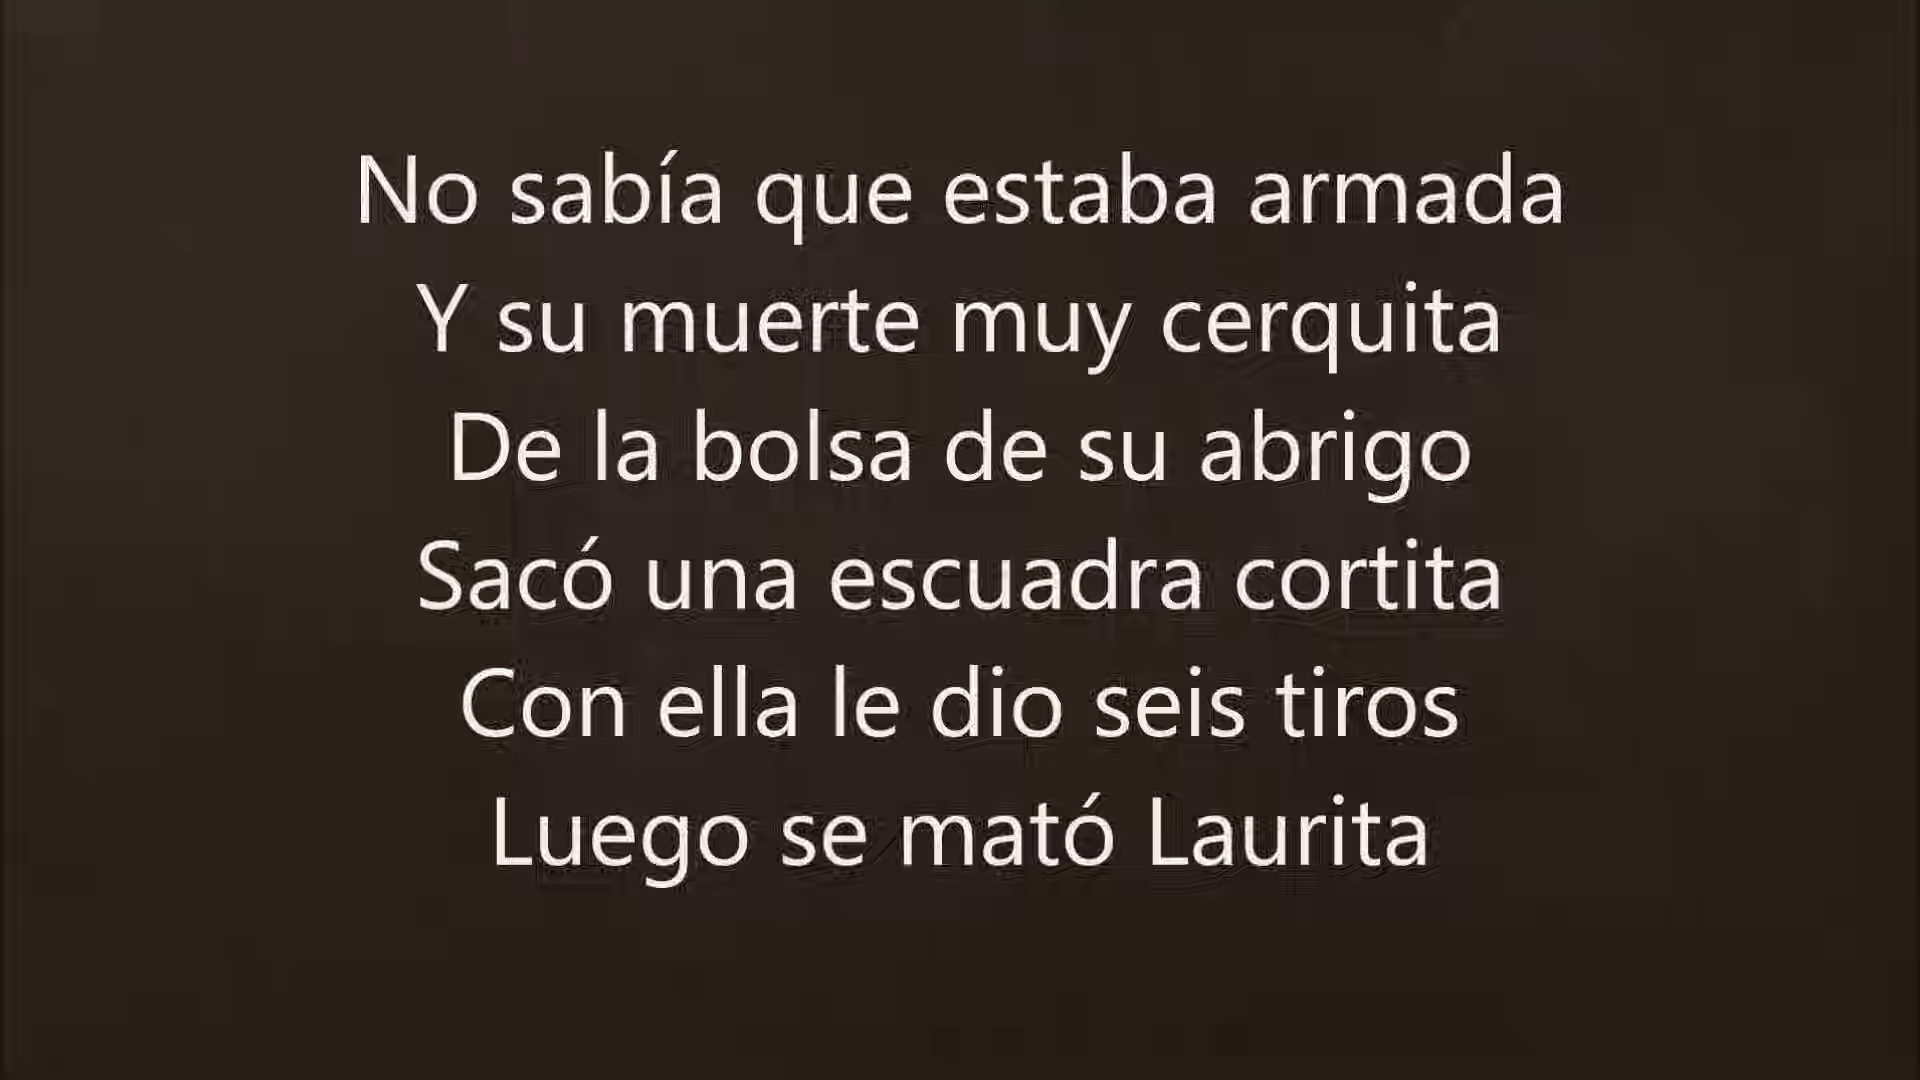 No sabía que estaba armada
Y su muerte muy cerquita
De la bolsa de su abrigo
Sacó una escuadra cortita
Con ella le dio seis tiros
Luego se mató Laurita